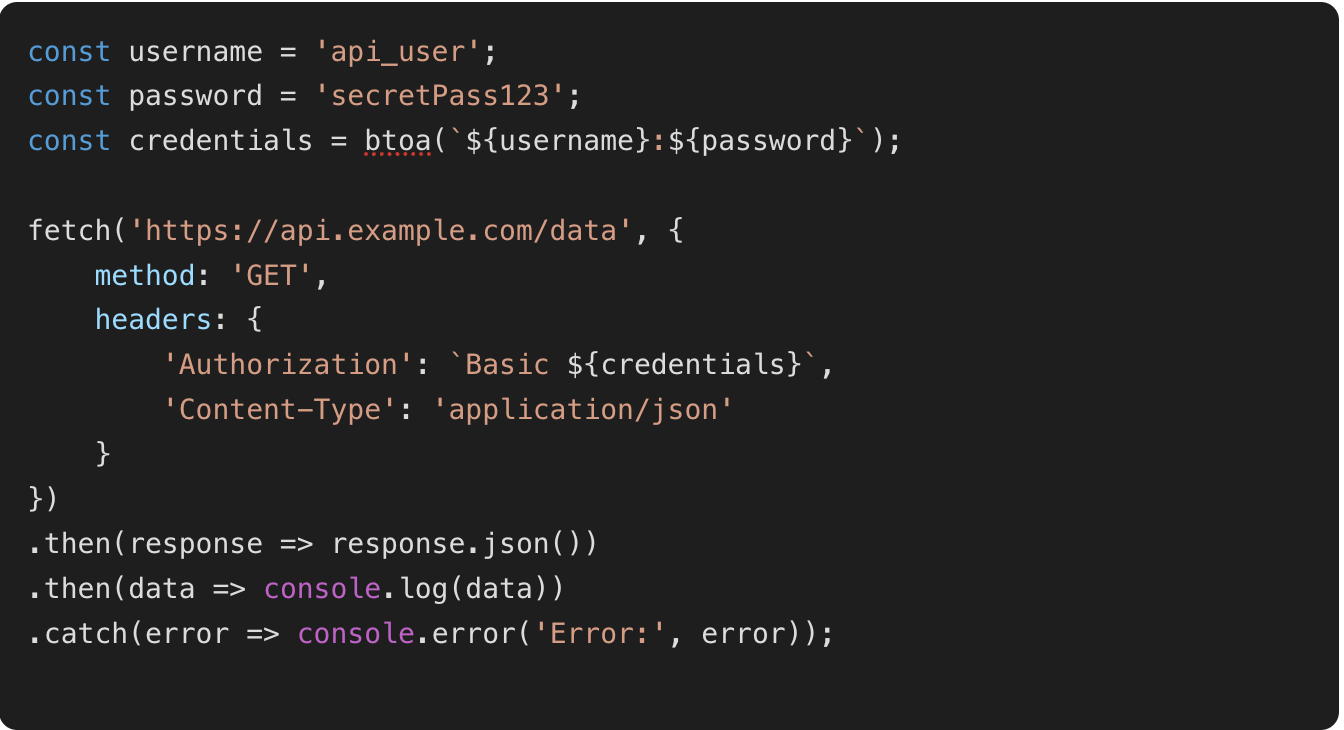 const username = 'api_user';
const password = 'secretPass123';
const credentials = btoa(`${username}:${password}`);

fetch('https://api.example.com/data', {
    method: 'GET',
    headers: {
        'Authorization': `Basic ${credentials}`,
        'Content-Type': 'application/json'
    }
})
.then(response => response.json())
.then(data => console.log(data))
.catch(error => console.error('Error:', error));